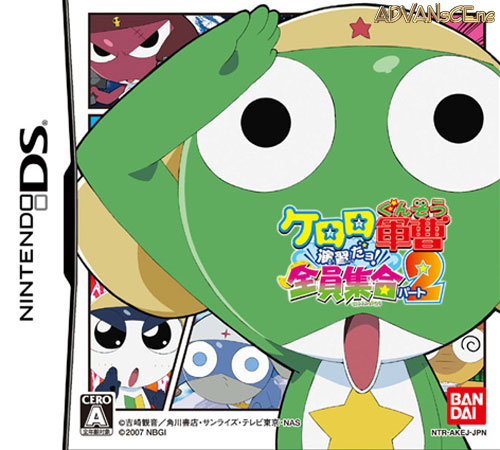 ADVAnsCEne
NINTENDO DS
ぐんそう
ケロロ軍曹
演習だヨ!!
全員集合パート2
CERO
A
©吉崎観音／角川書店・サンライズ・テレビ東京・NAS
©2007 NBGI
BAN
DAI
NTR-AKEJ-JPN